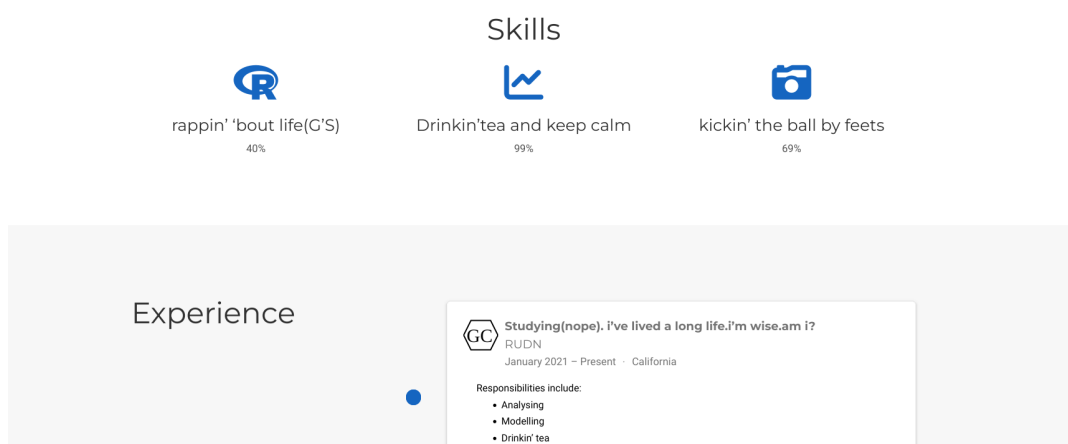 Skills
rappin’ ‘bout life(G’S)
40%
Drinkin’tea and keep calm
99%
kickin’ the ball by feets
69%
Experience
GC
Studying(nope). i’ve lived a long life.i’m wise.am i?
RUDN
January 2021 – Present · California
Responsibilities include:
• Analysing
• Modelling
• Drinkin’ tea